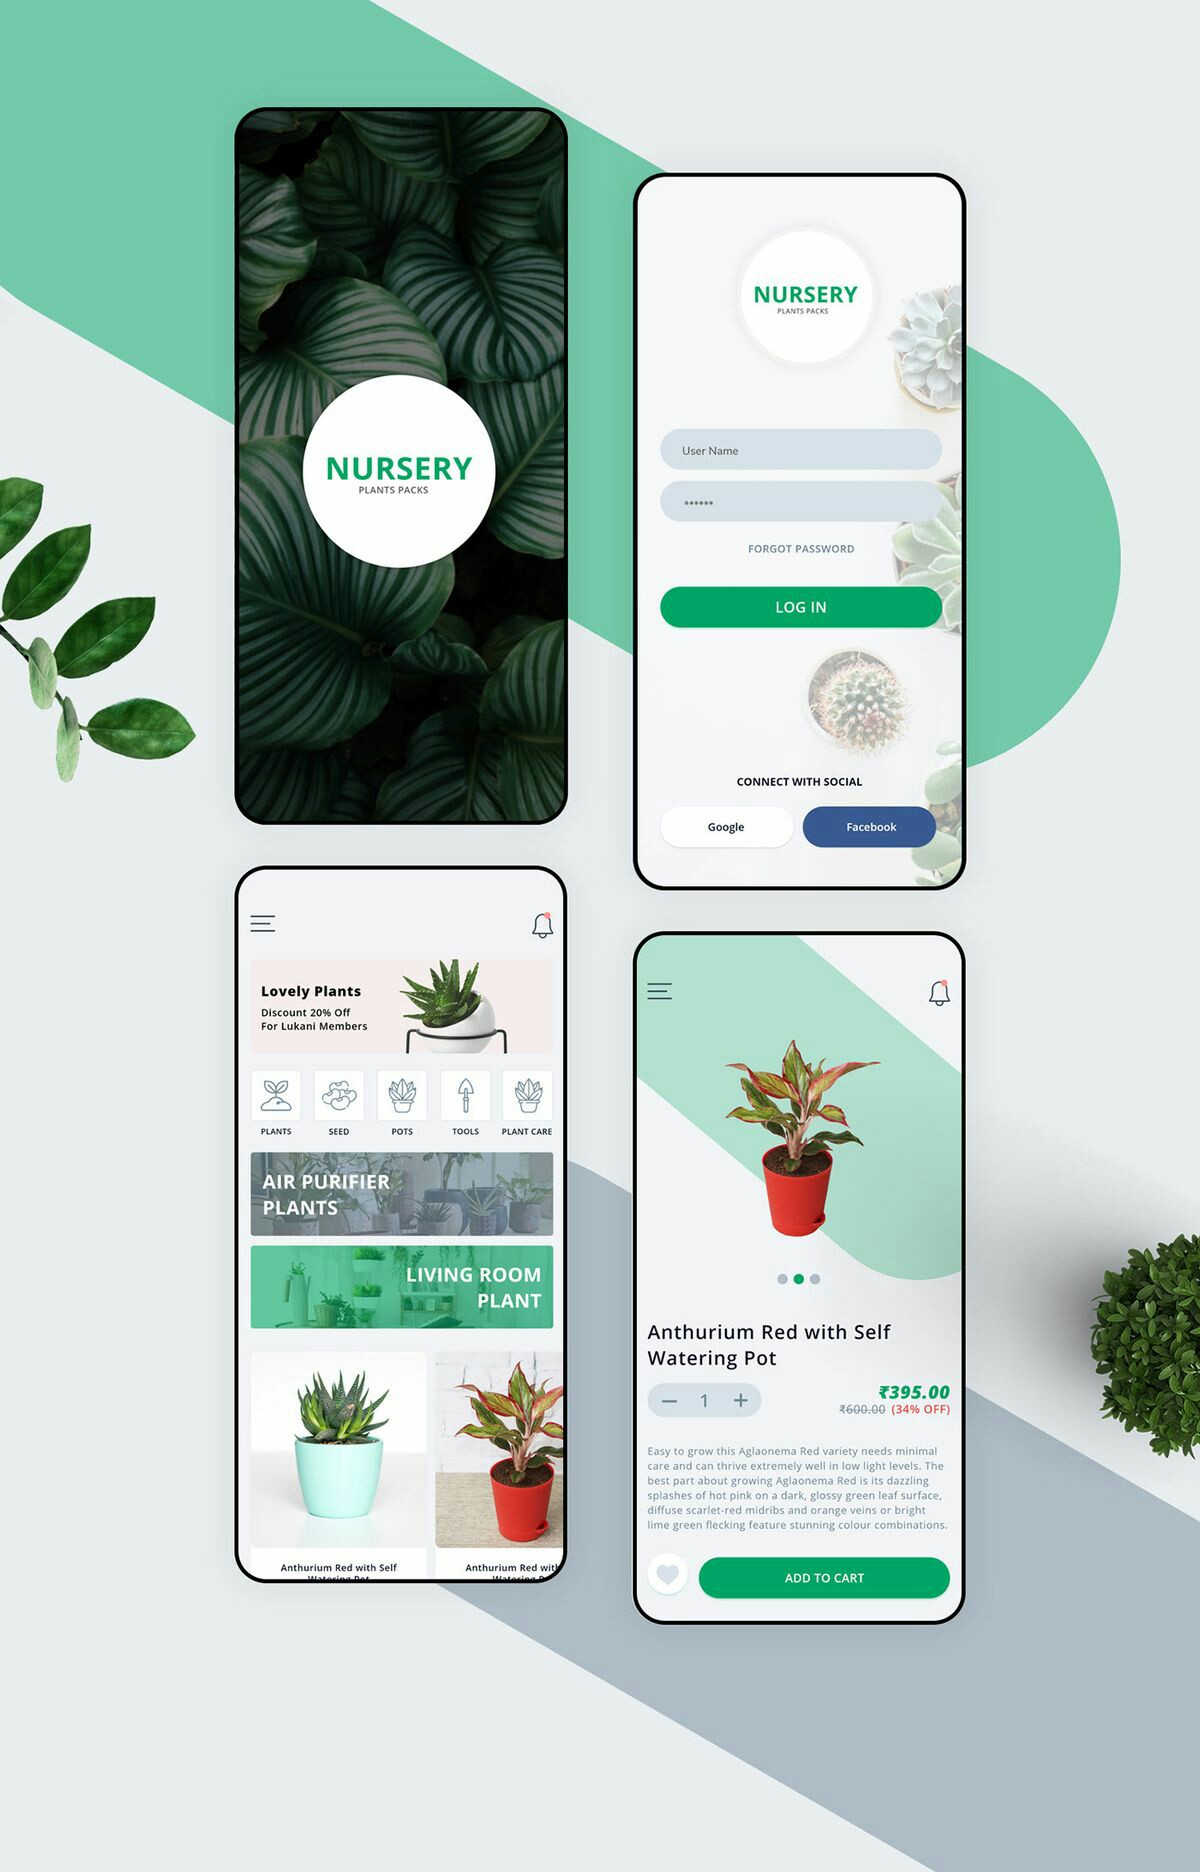 NURSERY
PLANTS PACKS
NURSERY
PLANTS PACKS
User Name
******
FORGOT PASSWORD
LOG IN
CONNECT WITH SOCIAL
Google
Facebook
Lovely Plants
Discount 20% Off
For Lukani Members
PLANTS
SEED
POTS
TOOLS
PLANT CARE
AIR PURIFIER
PLANTS
LIVING ROOM
PLANT
Anthurium Red with Self
Watering Pot
Anthurium Red with
Watering Pot
Anthurium Red with Self
Watering Pot
1
₹395.00
₹600.00 (34% OFF)
Easy to grow this Aglaonema Red variety needs minimal
care and can thrive extremely well in low light levels. The
best part about growing Aglaonema Red is its dazzling
splashes of hot pink on a dark, glossy green leaf surface,
diffuse scarlet-red midribs and orange veins or bright
lime green flecking feature stunning colour combinations.
ADD TO CART